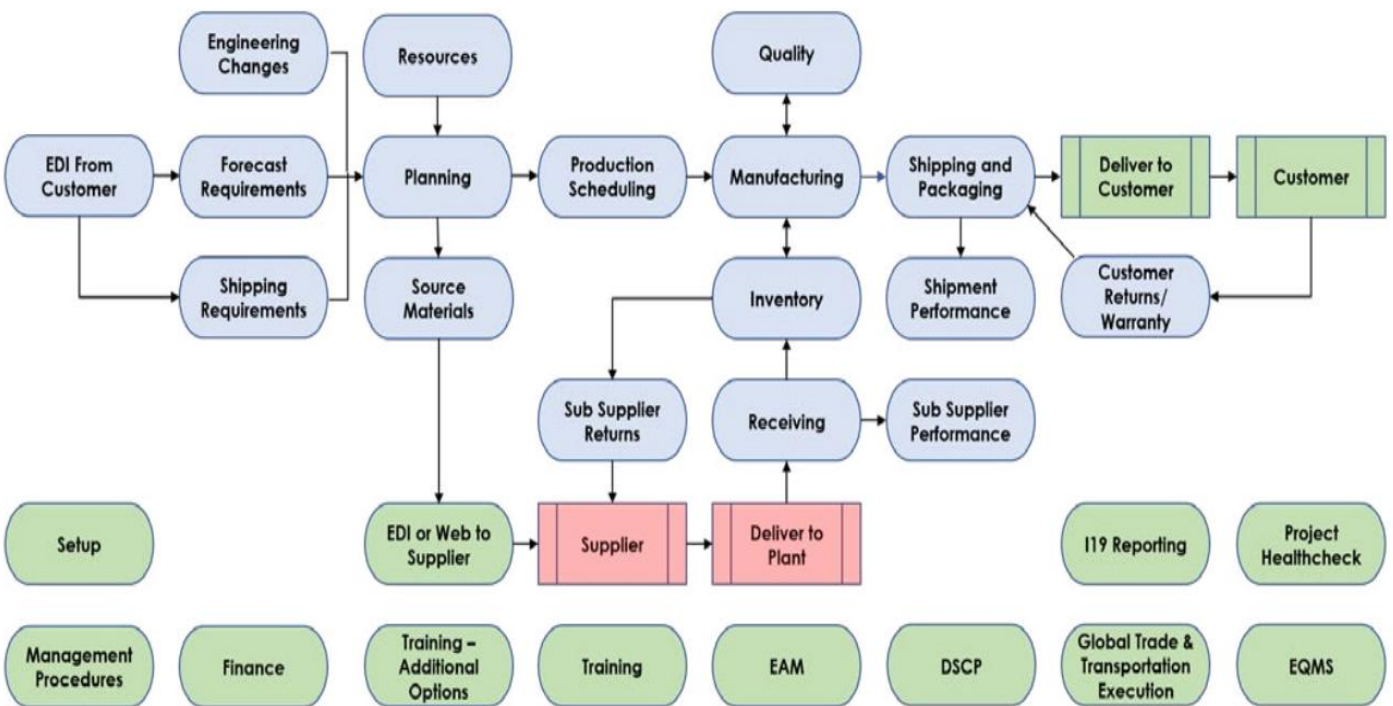 Engineering
Changes
Resources
Quality
EDI From
Customer
Forecast
Requirements
Planning
Production
Scheduling
Manufacturing
Shipping and
Packaging
Deliver to
Customer
Customer
Shipping
Requirements
Source
Materials
Inventory
Shipment
Performance
Customer
Returns/
Warranty
Sub Supplier
Returns
Receiving
Sub Supplier
Performance
Setup
EDI or Web to
Supplier
Supplier
Deliver to
Plant
I19 Reporting
Project
Healthcheck
Management
Procedures
Finance
Training –
Additional
Options
Training
EAM
DSCP
Global Trade &
Transportation
Execution
EQMS